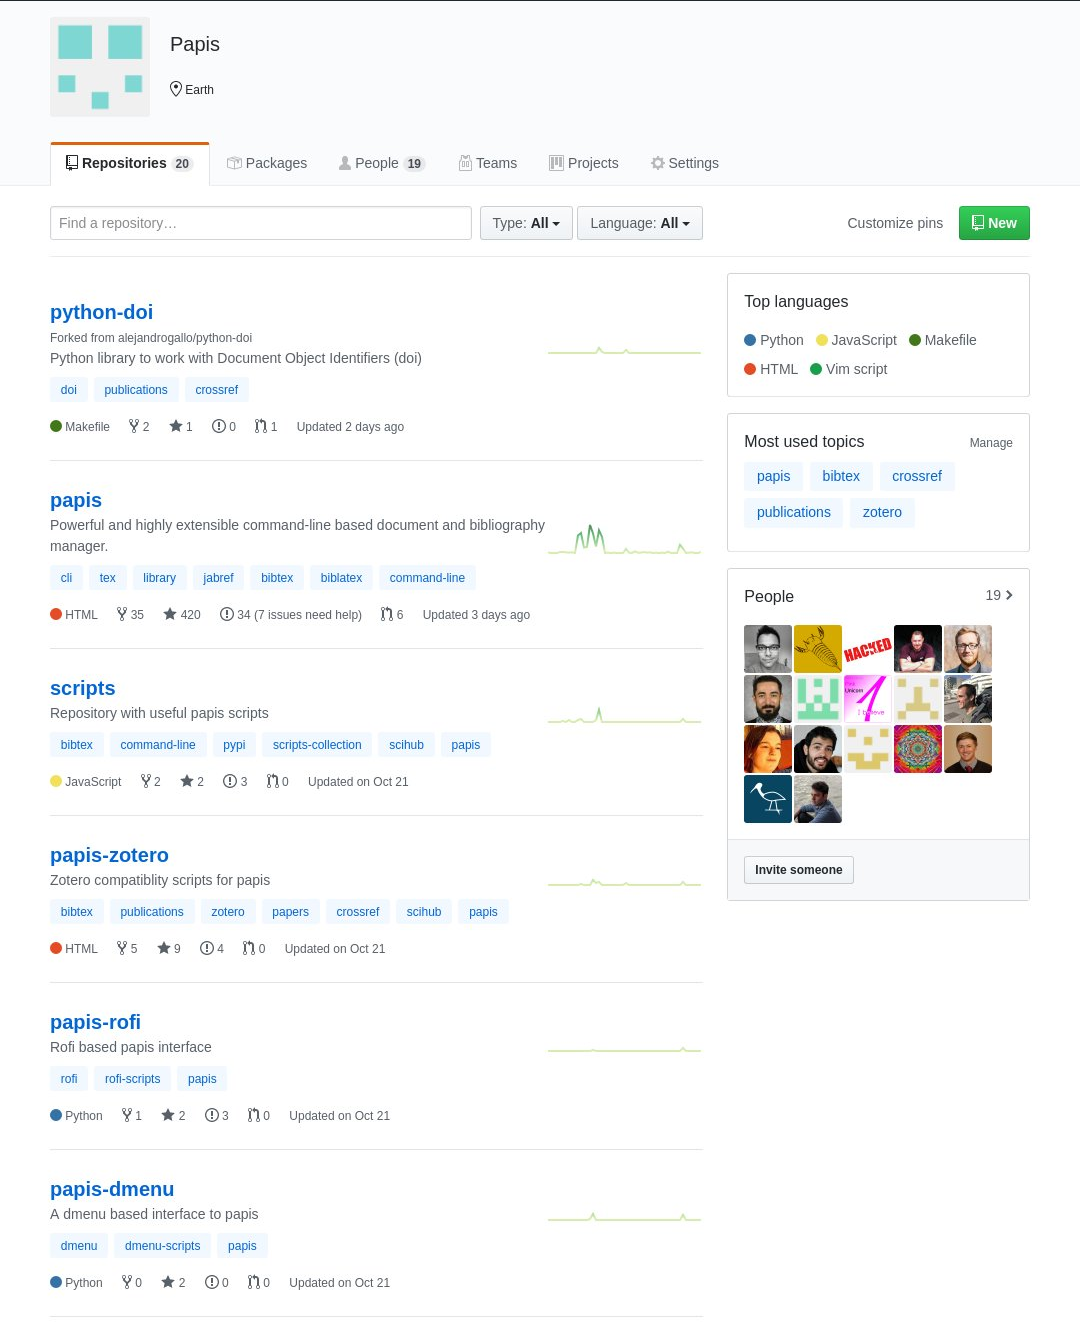 Papis
Earth
Repositories 20 Packages People 19 Teams Projects Settings
Find a repository… Type: All Language: All Customize pins New
python-doi
Forked from alejandrogallo/python-doi
Python library to work with Document Object Identifiers (doi)
doi publications crossref
Makefile 2 1 0 1 Updated 2 days ago
papis
Powerful and highly extensible command-line based document and bibliography
manager.
cli tex library jabref bibtex biblatex command-line
HTML 35 420 34 (7 issues need help) 6 Updated 3 days ago
scripts
Repository with useful papis scripts
bibtex command-line pypi scripts-collection scihub papis
JavaScript 2 2 3 0 Updated on Oct 21
papis-zotero
Zotero compatiblity scripts for papis
bibtex publications zotero papers crossref scihub papis
HTML 5 9 4 0 Updated on Oct 21
papis-rofi
Rofi based papis interface
rofi rofi-scripts papis
Python 1 2 3 0 Updated on Oct 21
papis-dmenu
A dmenu based interface to papis
dmenu dmenu-scripts papis
Python 0 2 0 0 Updated on Oct 21
Top languages
Python JavaScript Makefile
HTML Vim script
Most used topics Manage
papis bibtex crossref
publications zotero
People 19
HACKED
Unicorn
I believe
Invite someone